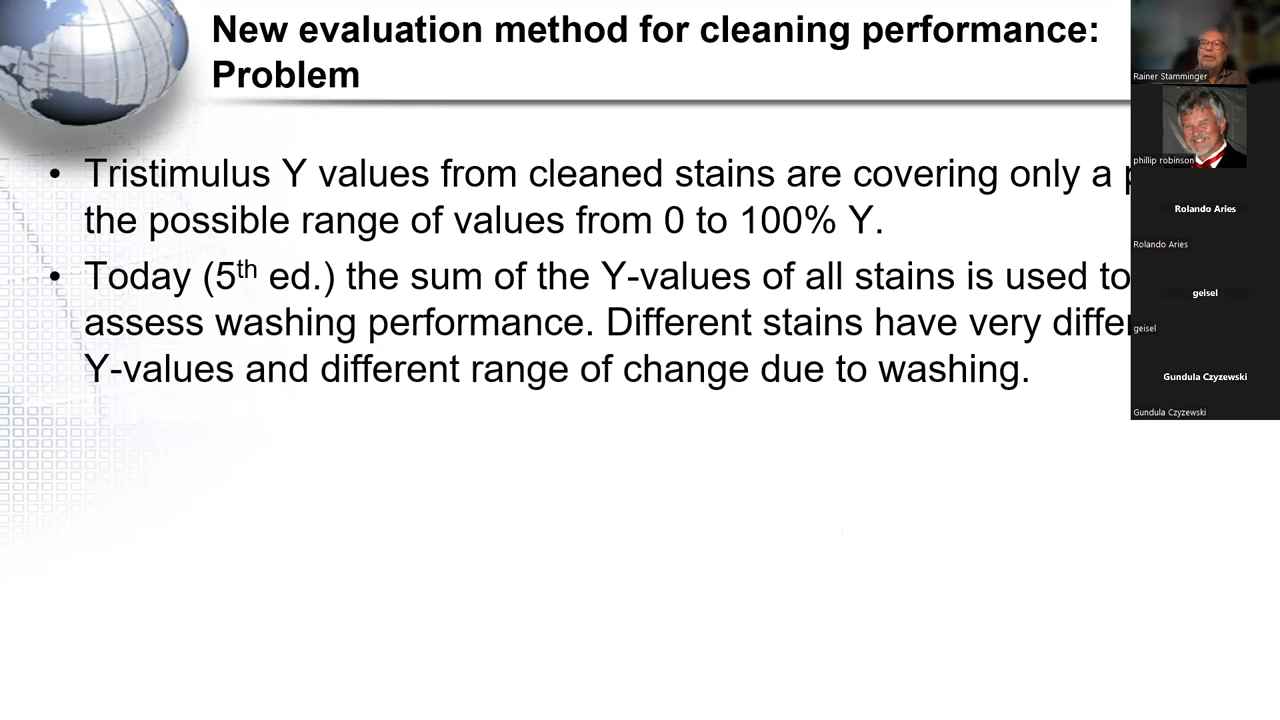 New evaluation method for cleaning performance:
Problem
• Tristimulus Y values from cleaned stains are covering only a
the possible range of values from 0 to 100% Y.
• Today (5th ed.) the sum of the Y-values of all stains is used to
assess washing performance. Different stains have very
Y-values and different range of change due to washing.
Rainer Stamminger
phillip robinson
Rolando Aries
Rolando Aries
geisel
geisel
Gundula Czyzewski
Gundula Czyzewski